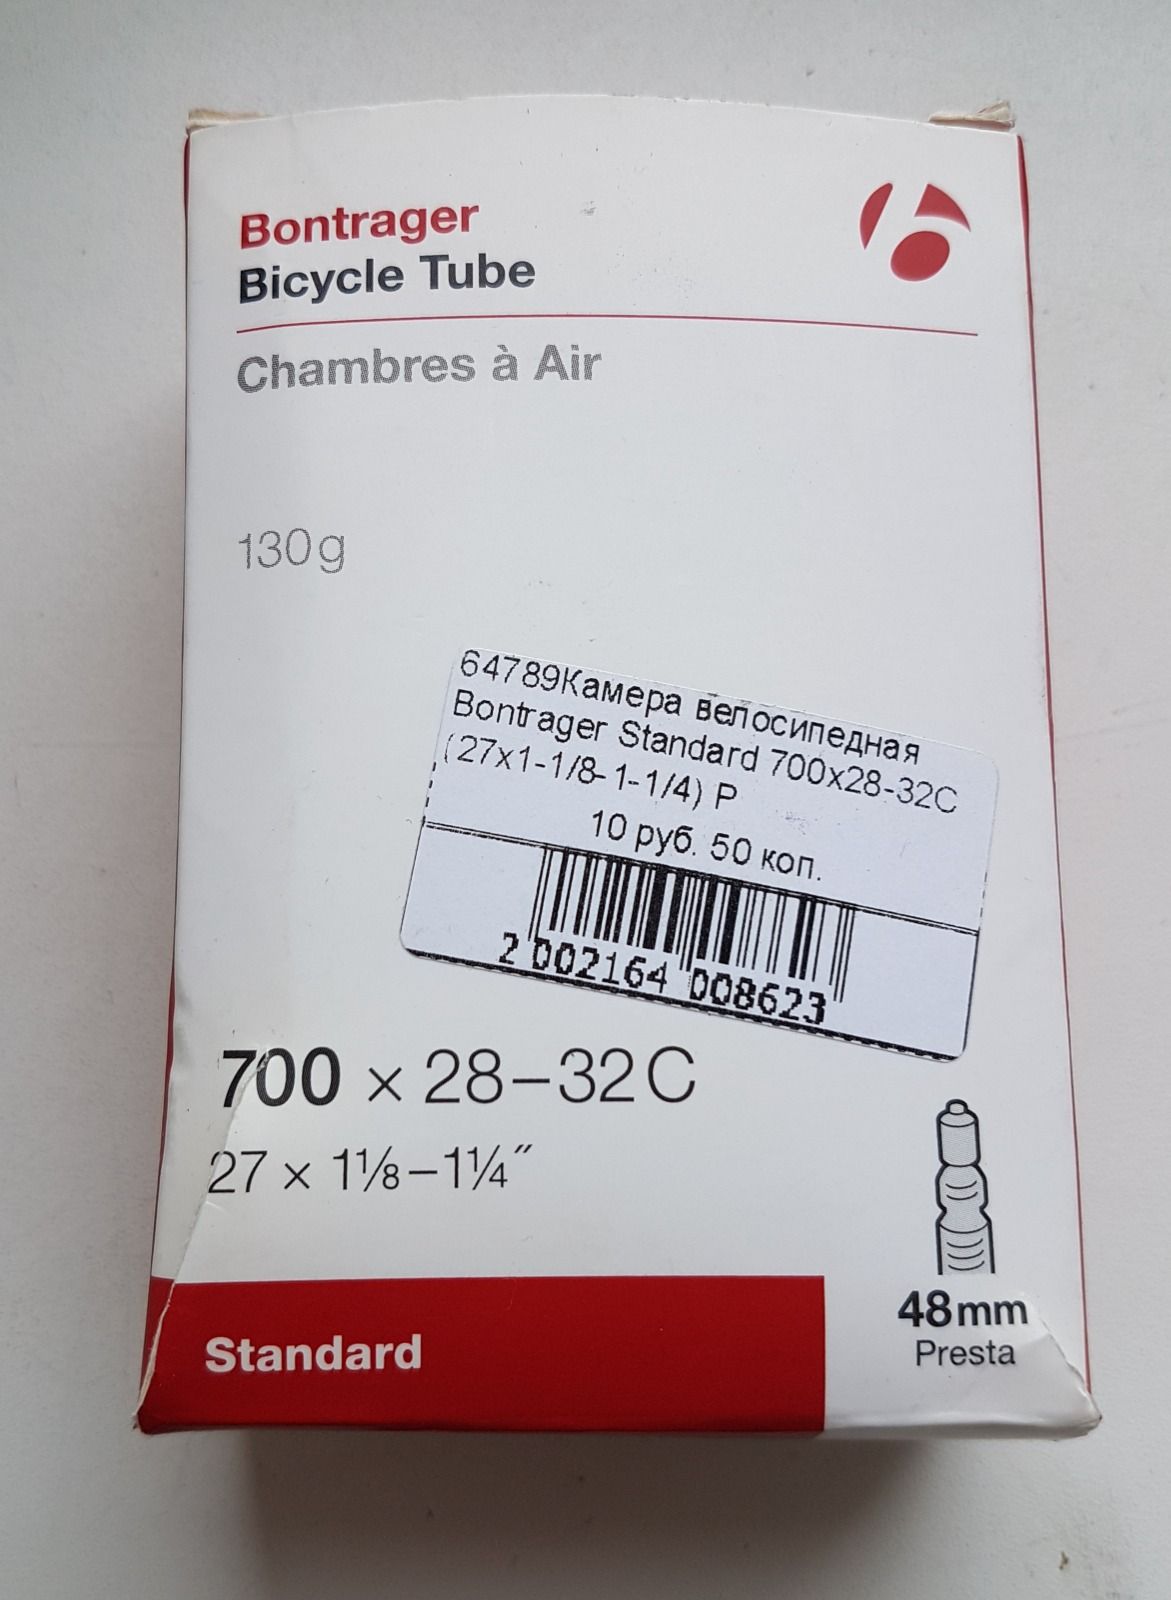 Bontrager
Bicycle Tube
Chambres à Air
130g
64789Камера велосипедная
Bontrager Standard 700x28-32C
(27x1-1/8-1-1/4) P
10 руб. 50 коп.
2 002164 008623
700 × 28–32C
27 × 1⅛–1¼″
48mm
Presta
Standard